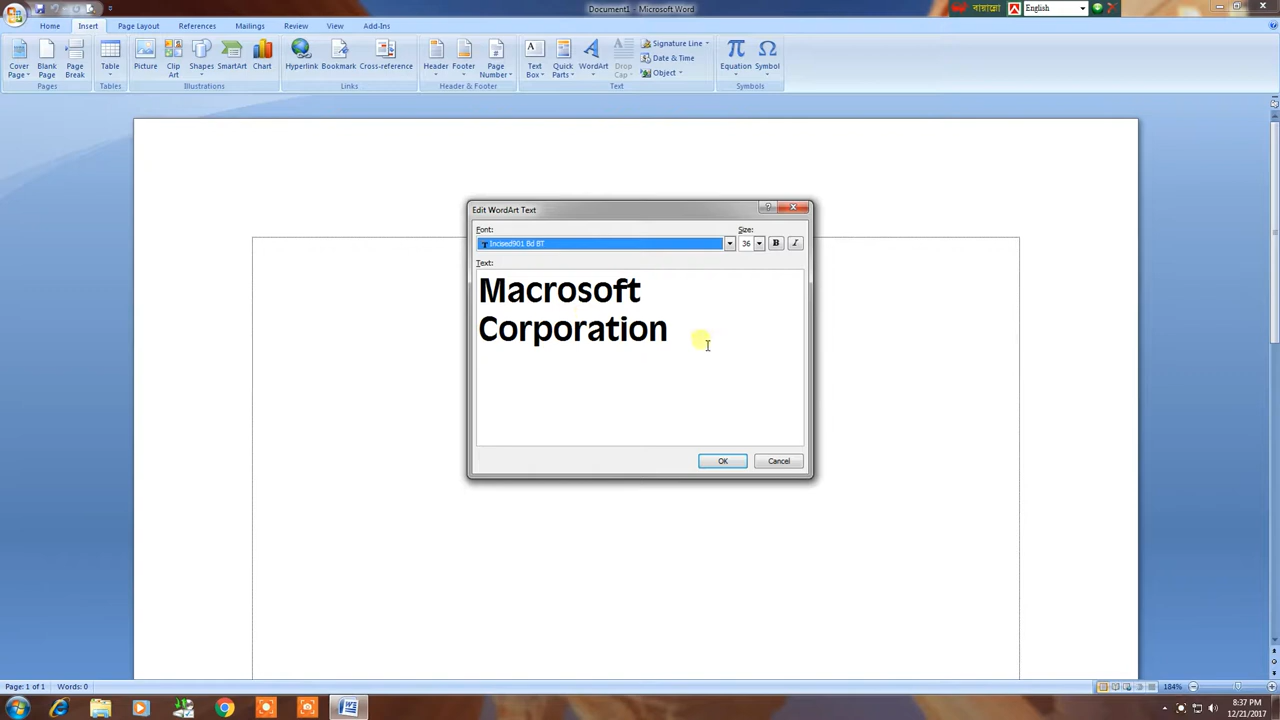 Document1 - Microsoft Word
English
Home Insert Page Layout References Mailings Review View Add-Ins
Cover Page
Blank Page
Page Break
Table
Picture
Clip Art
Shapes
SmartArt
Chart
Hyperlink
Bookmark
Cross-reference
Header
Footer
Page Number
Text Box
Quick Parts
WordArt
Drop Cap
Signature Line
Date & Time
Object
Equation
Symbol
Pages Tables Illustrations Links Header & Footer Text Symbols
Edit WordArt Text
Font: Size:
Incised901 Bd BT 36 B I
Text:
Macrosoft
Corporation
OK Cancel
Page: 1 of 1 Words: 0 184%
8:37 PM
12/21/2017